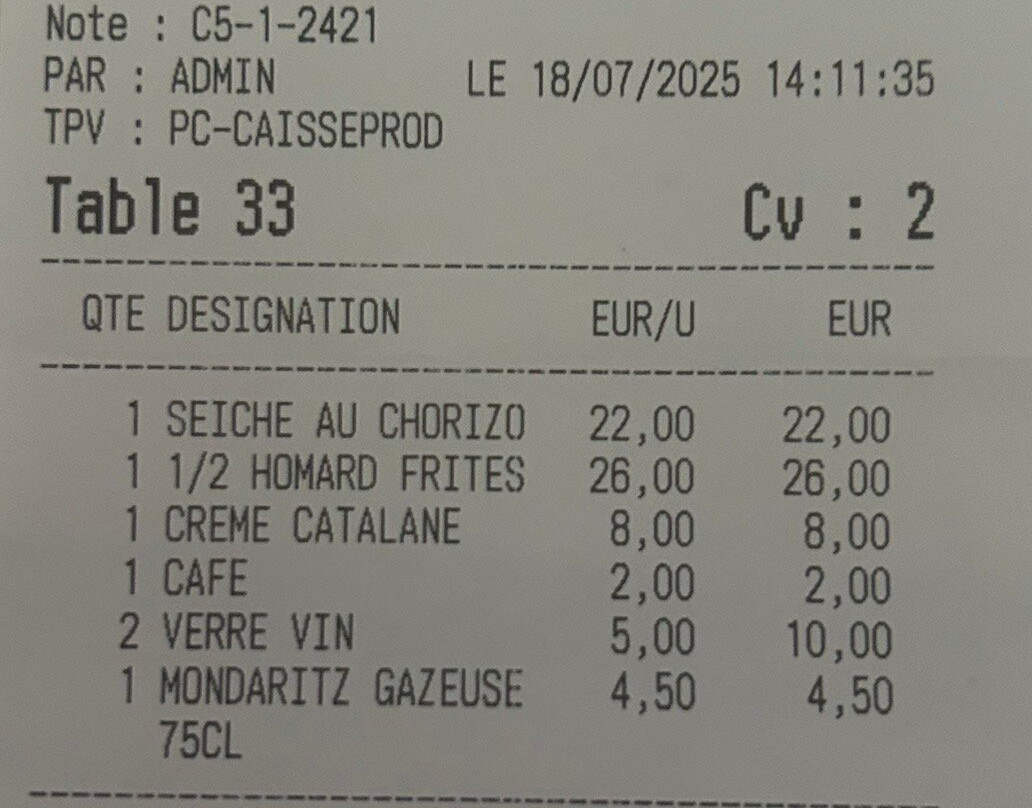 Note : C5-1-2421
PAR : ADMIN LE 18/07/2025 14:11:35
TPV : PC-CAISSEPROD
Table 33 Cv : 2
QTE DESIGNATION EUR/U EUR
1 SEICHE AU CHORIZO 22,00 22,00
1 1/2 HOMARD FRITES 26,00 26,00
1 CREME CATALANE 8,00 8,00
1 CAFE 2,00 2,00
2 VERRE VIN 5,00 10,00
1 MONDARITZ GAZEUSE 4,50 4,50
75CL